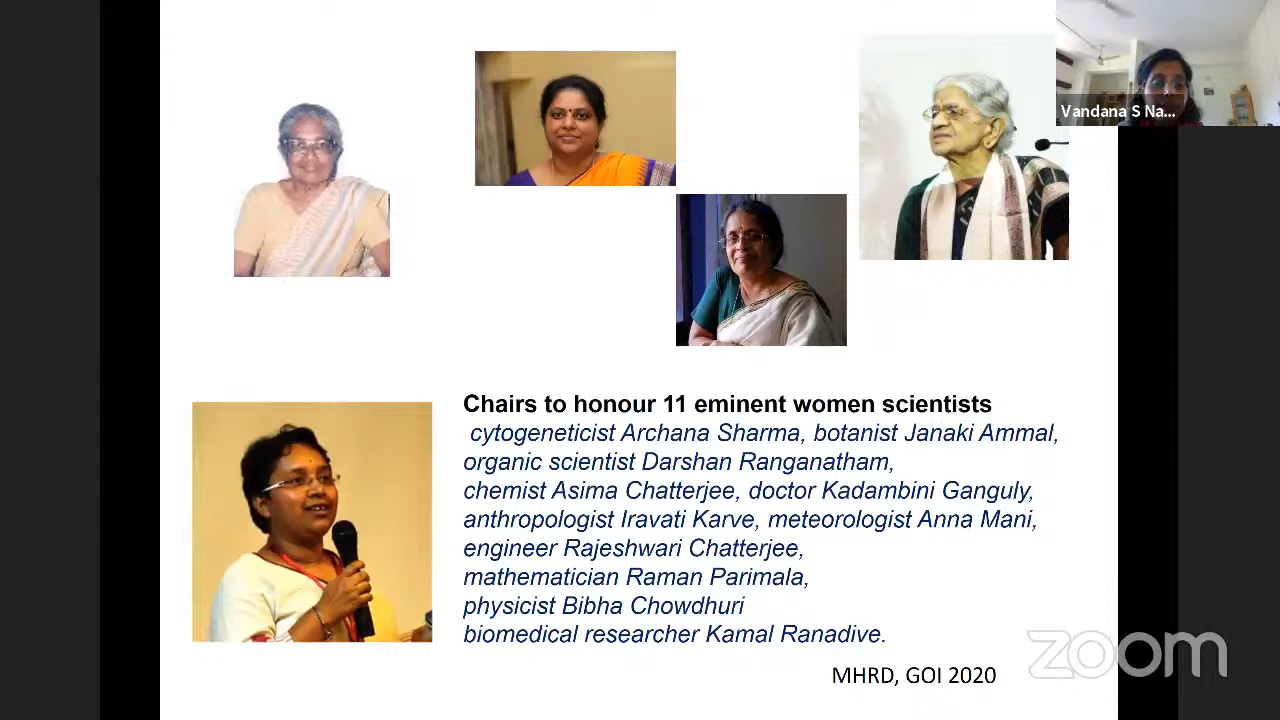 Vandana S Na...
Chairs to honour 11 eminent women scientists
cytogeneticist Archana Sharma, botanist Janaki Ammal,
organic scientist Darshan Ranganatham,
chemist Asima Chatterjee, doctor Kadambini Ganguly,
anthropologist Iravati Karve, meteorologist Anna Mani,
engineer Rajeshwari Chatterjee,
mathematician Raman Parimala,
physicist Bibha Chowdhuri
biomedical researcher Kamal Ranadive.
MHRD, GOI 2020
zoom